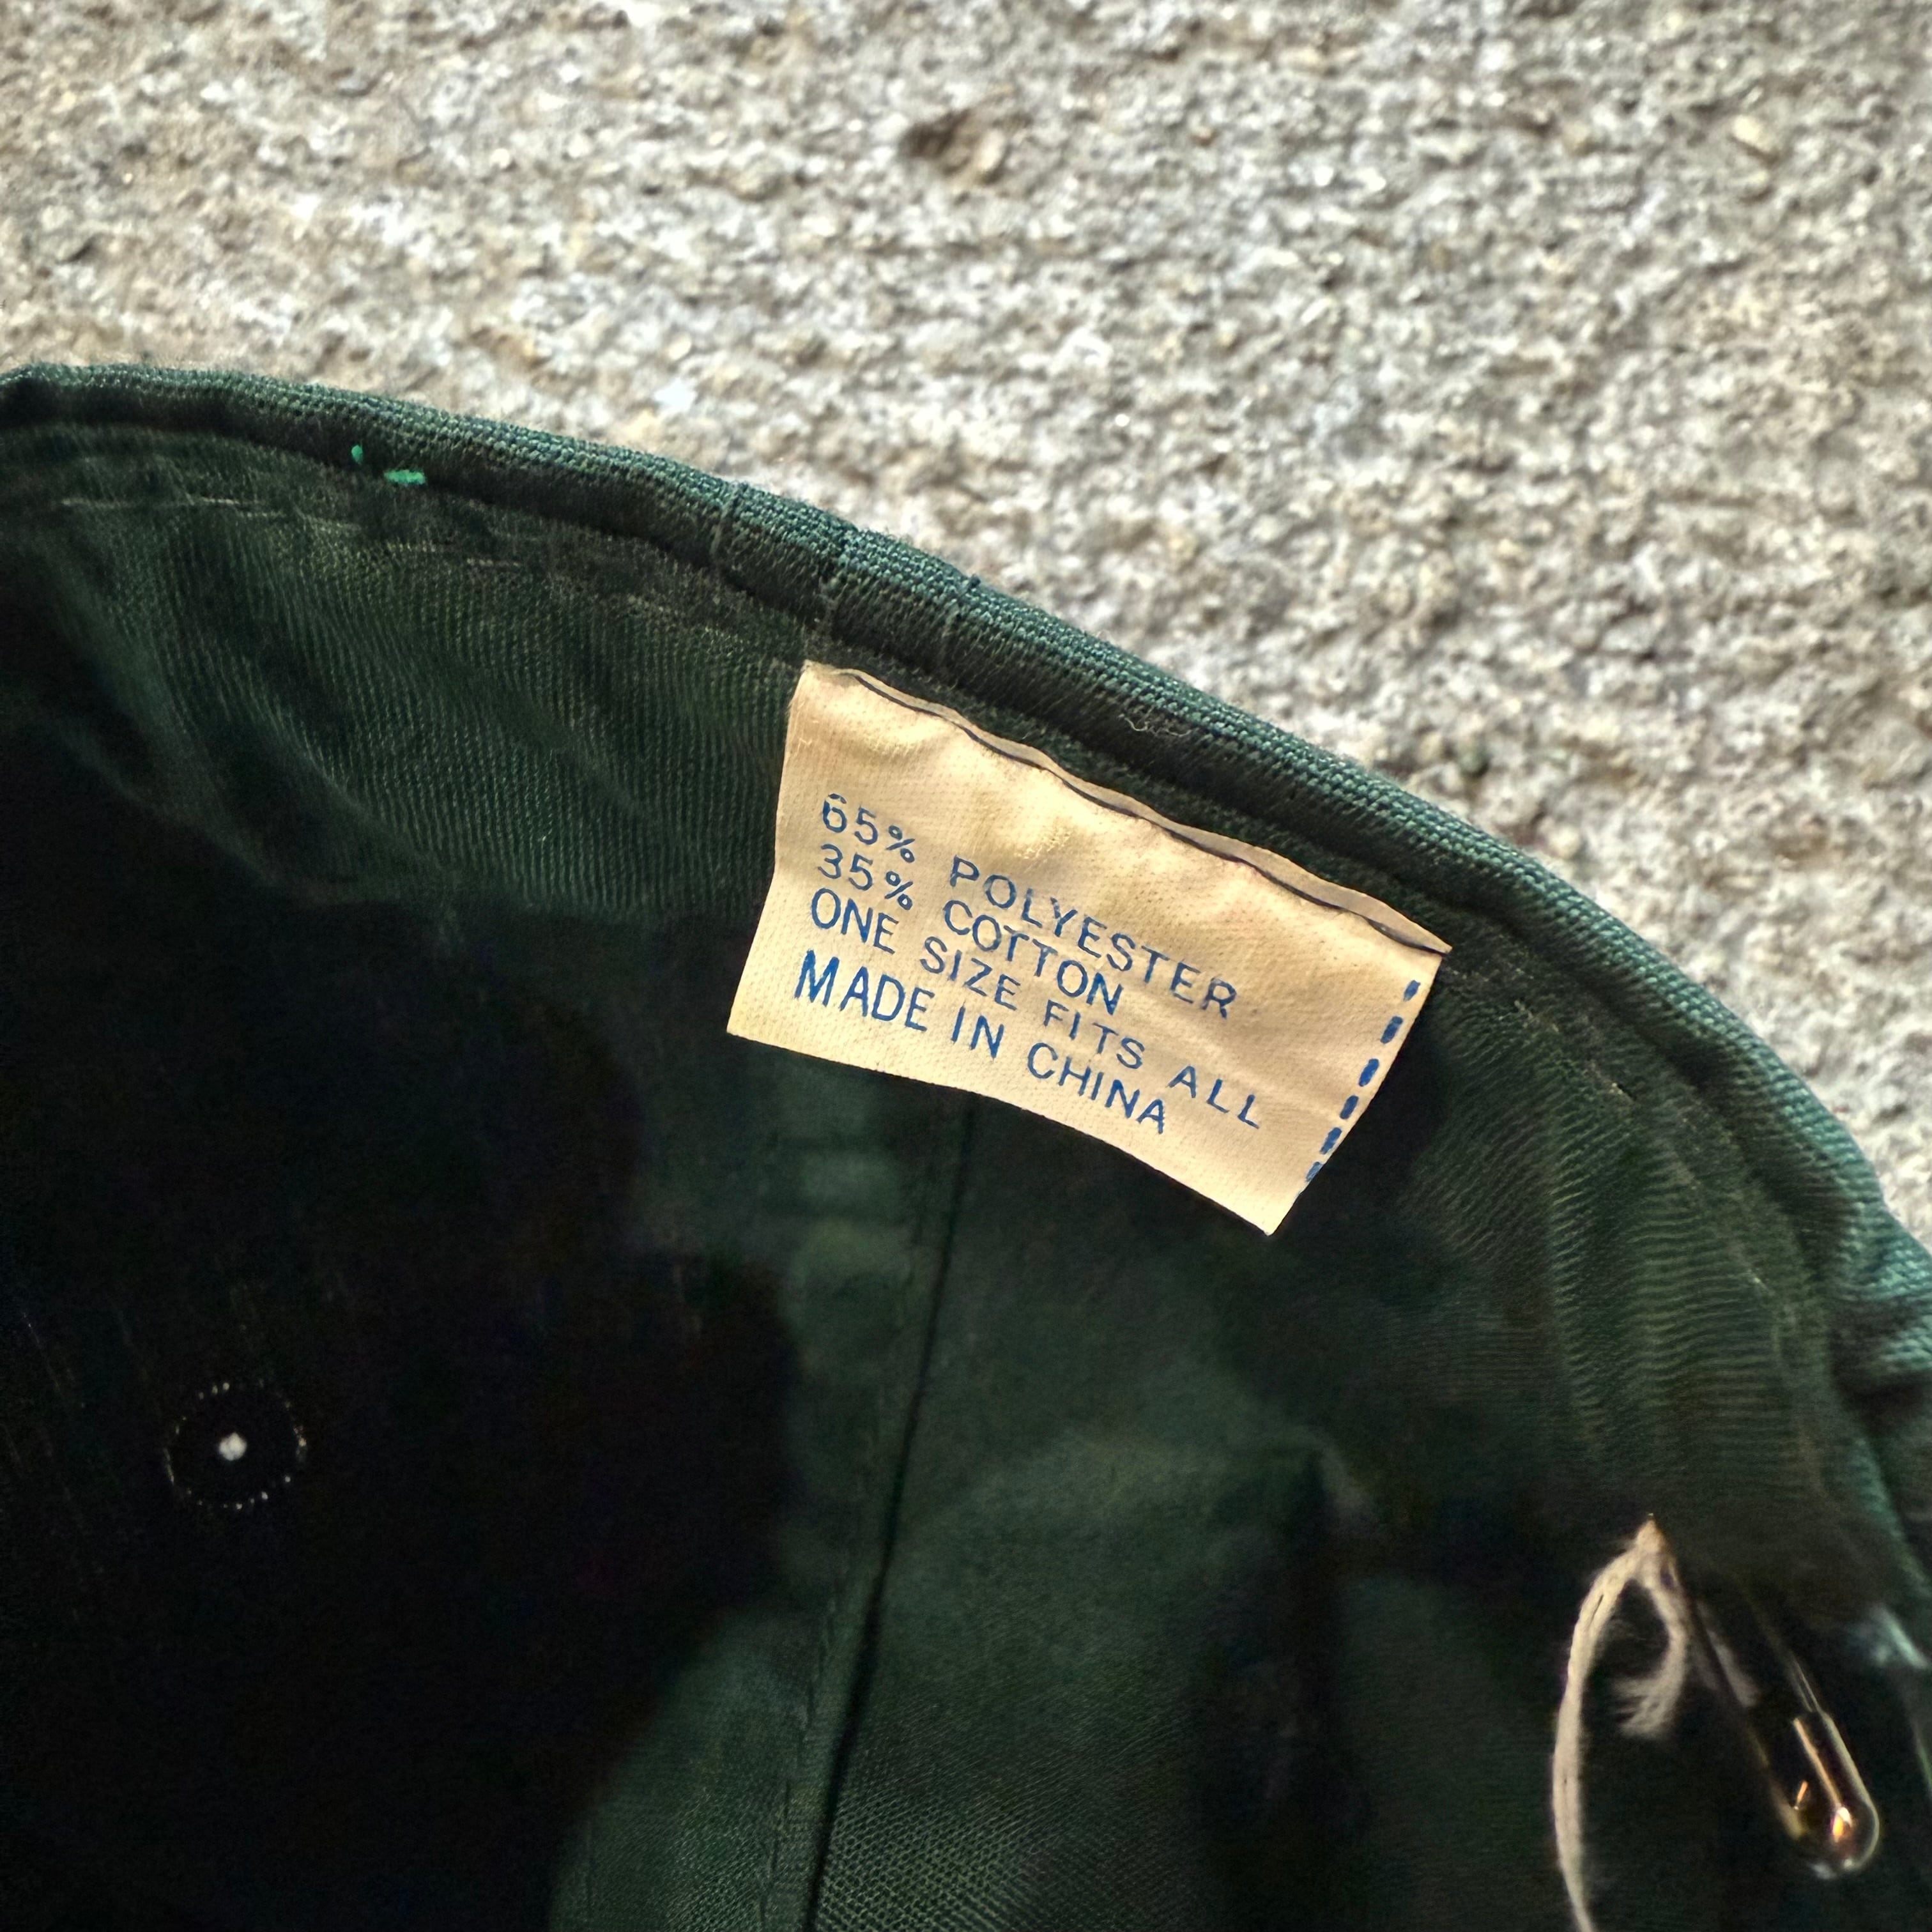 65% POLYESTER
35% COTTON
ONE SIZE FITS ALL
MADE IN CHINA